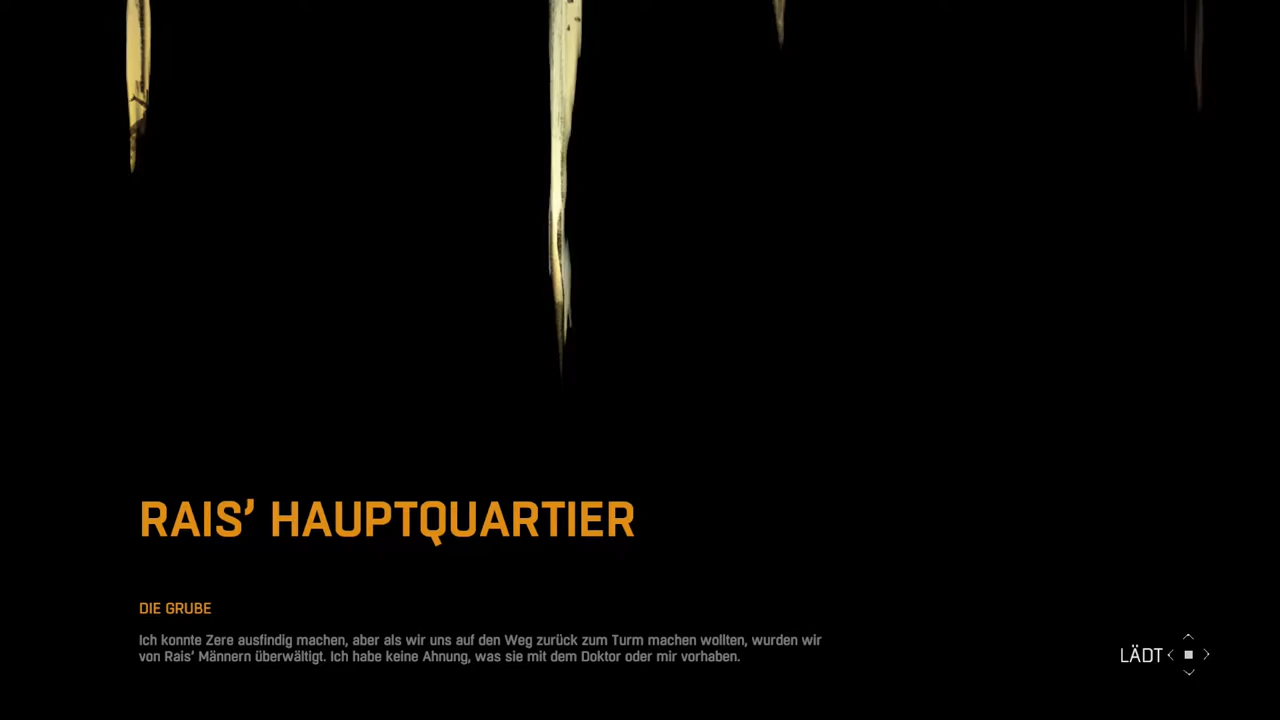 RAIS’ HAUPTQUARTIER
DIE GRUBE
Ich konnte Zere ausfindig machen, aber als wir uns auf den Weg zurück zum Turm machen wollten, wurden wir
von Rais’ Männern überwältigt. Ich habe keine Ahnung, was sie mit dem Doktor oder mir vorhaben.
LÄDT